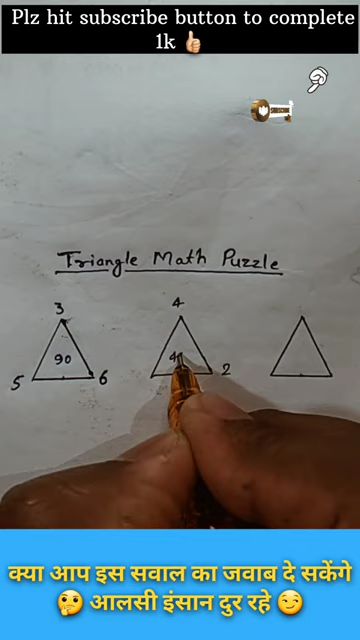 Plz hit subscribe button to complete
1k 👍
Triangle Math Puzzle
3
90
5
6
4
2
क्या आप इस सवाल का जवाब दे सकेंगे
🤔 आलसी इंसान दुर रहे 😏